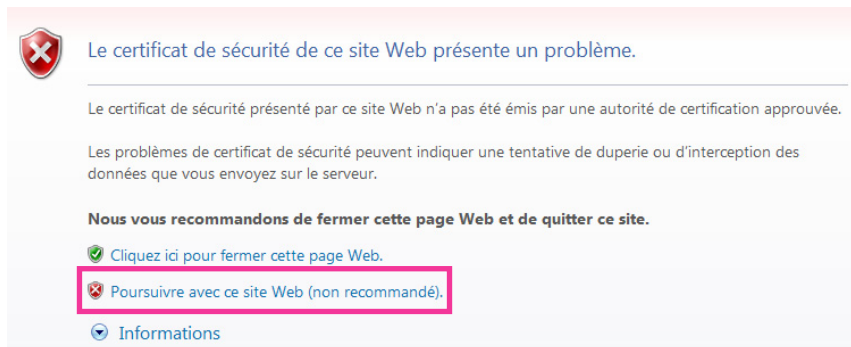 Le certificat de sécurité de ce site Web présente un problème.
Le certificat de sécurité présenté par ce site Web n'a pas été émis par une autorité de certification approuvée.
Les problèmes de certificat de sécurité peuvent indiquer une tentative de duperie ou d'interception des
données que vous envoyez sur le serveur.
Nous vous recommandons de fermer cette page Web et de quitter ce site.
Cliquez ici pour fermer cette page Web.
Poursuivre avec ce site Web (non recommandé).
Informations